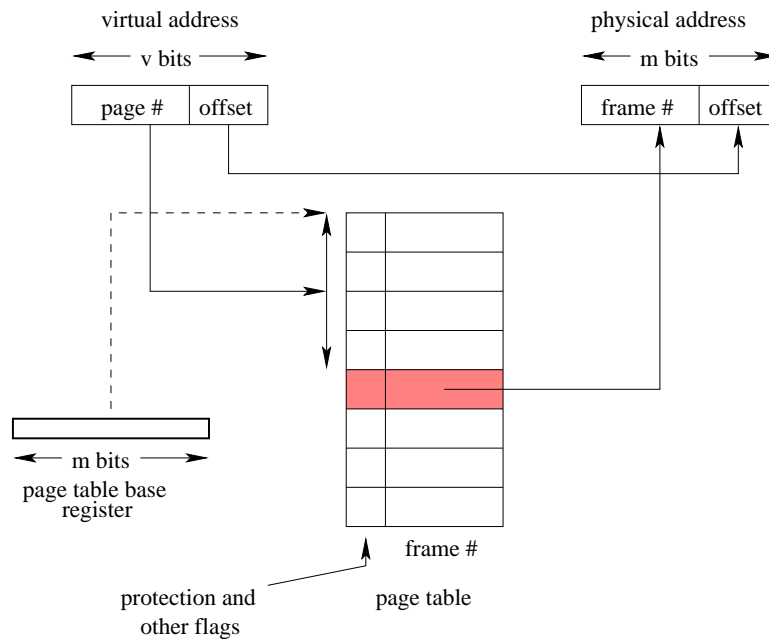 virtual address
physical address
v bits
m bits
page #
offset
frame #
offset
m bits
page table base
register
frame #
protection and
other flags
page table